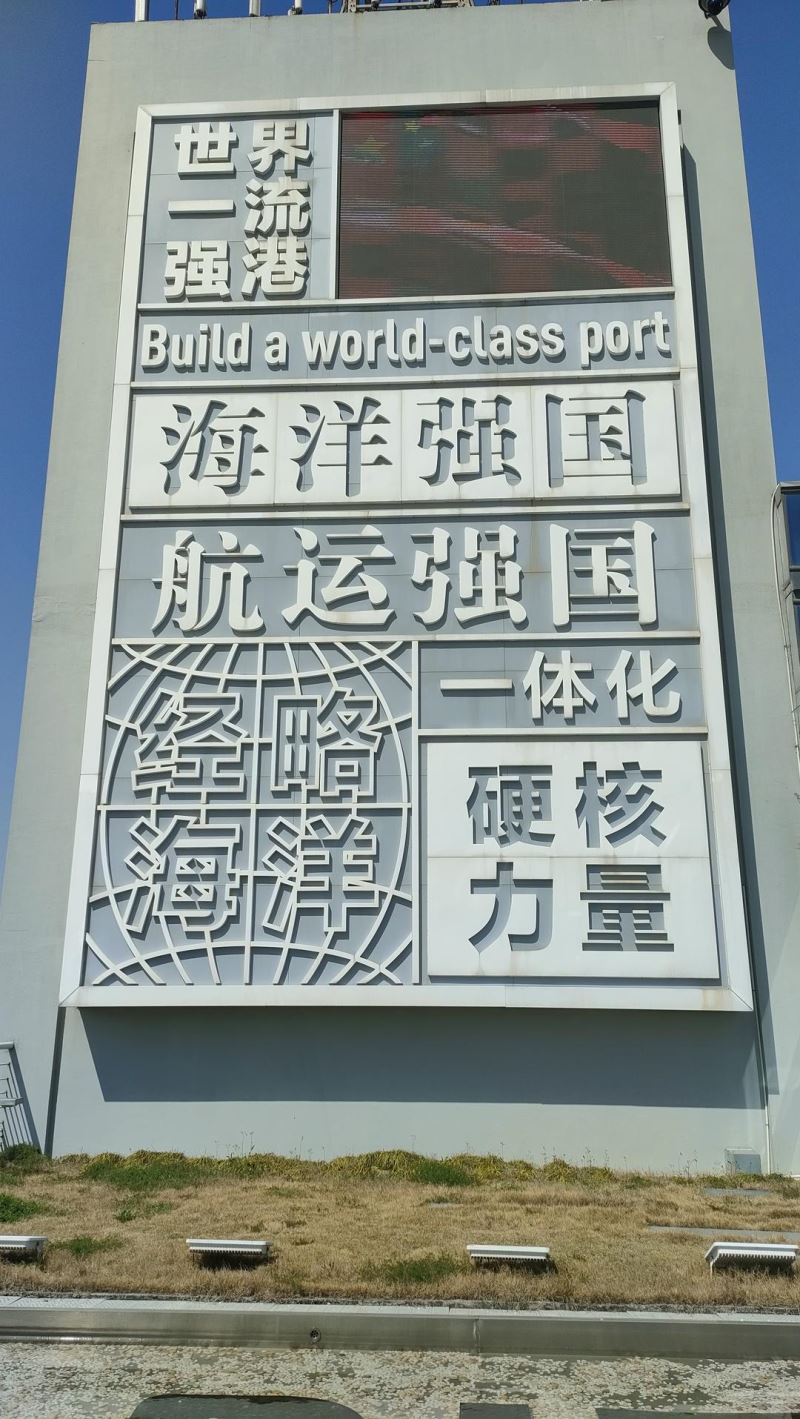 世界
一流
强港
Build a world-class port
海洋强国
航运强国
经略
海洋
一体化
硬核
力量